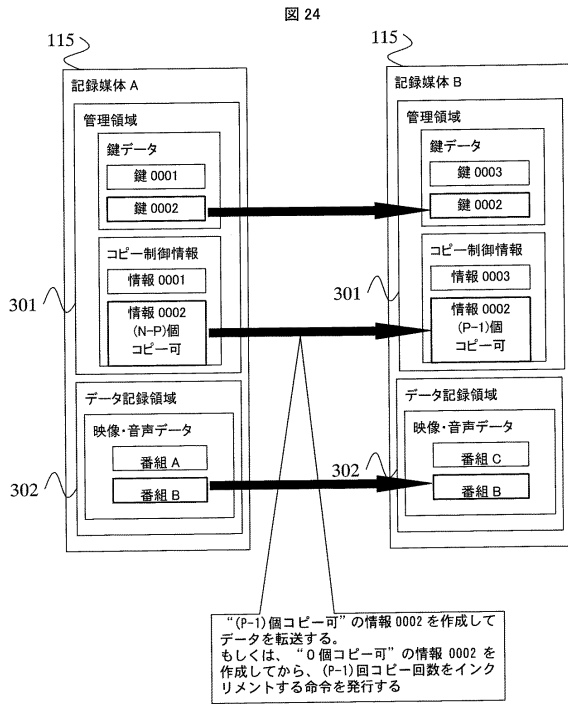 図 24
115
記録媒体 A
管理領域
鍵データ
鍵 0001
鍵 0002
コピー制御情報
情報 0001
情報 0002
(N-P)個
コピー可
301
データ記録領域
映像・音声データ
番組 A
番組 B
302
115
記録媒体 B
管理領域
鍵データ
鍵 0003
鍵 0002
コピー制御情報
情報 0003
情報 0002
(P-1)個
コピー可
301
データ記録領域
映像・音声データ
番組 C
番組 B
302
“(P-1)個コピー可”の情報 0002 を作成して
データを転送する。
もしくは、“0 個コピー可”の情報 0002 を
作成してから、(P-1)回コピー回数をインク
リメントする命令を発行する